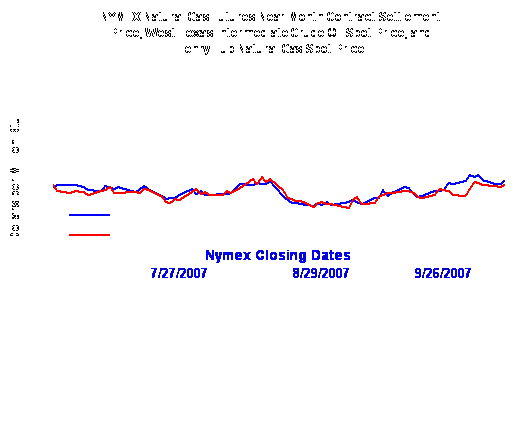 NYMEX Natural Gas Futures Near Month Contract Settlement
Price, West Texas Intermediate Crude Oil Spot Price, and
Henry Hub Natural Gas Spot Price
Nymex Closing Dates
7/27/2007 8/29/2007 9/26/2007